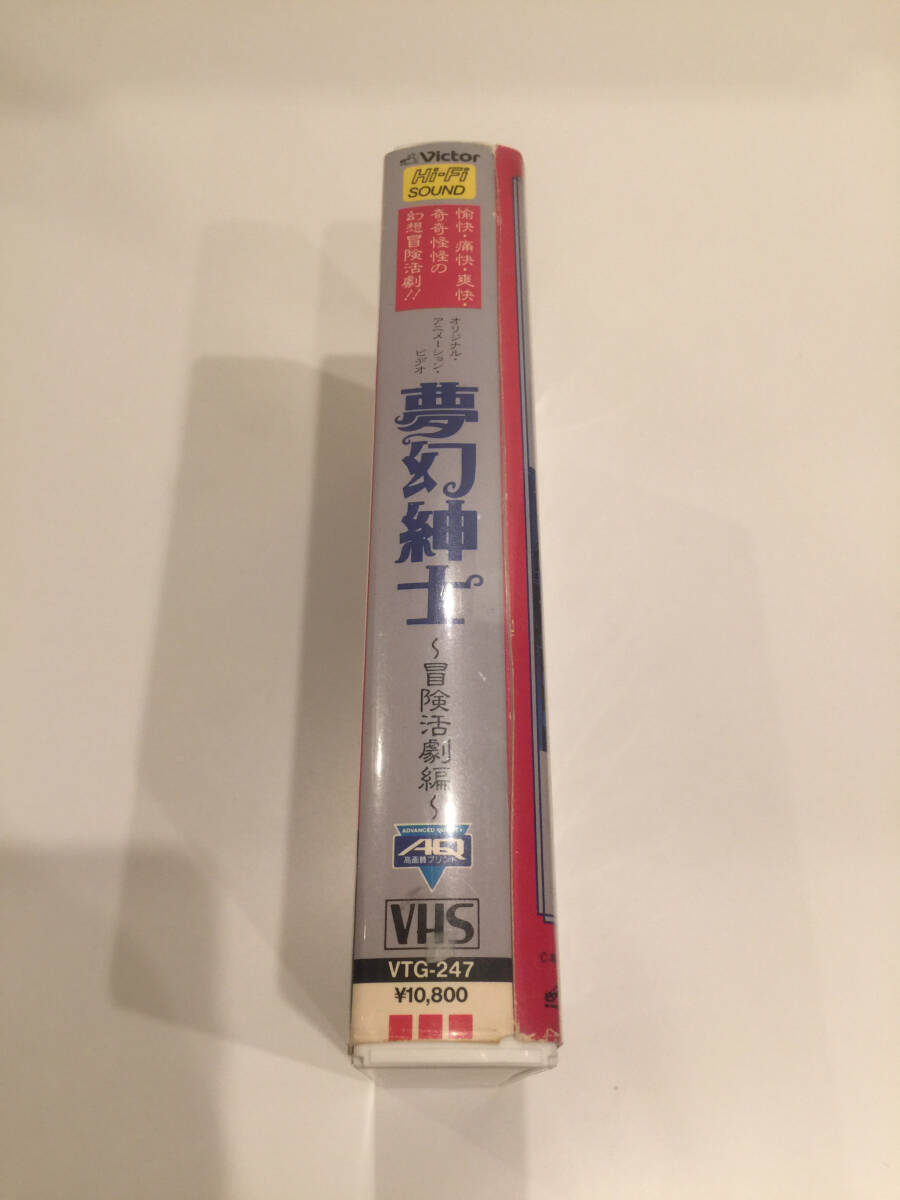 Victor
Hi-Fi
SOUND
愉快・痛快・爽快・
奇奇怪怪の
幻想冒険活劇!!
オリジナル・
アニメーション・
ビデオ
夢幻紳士
～冒険活劇編～
ADVANCED QUALITY
AQ
高画質プリント
VHS
VTG-247
¥10,800